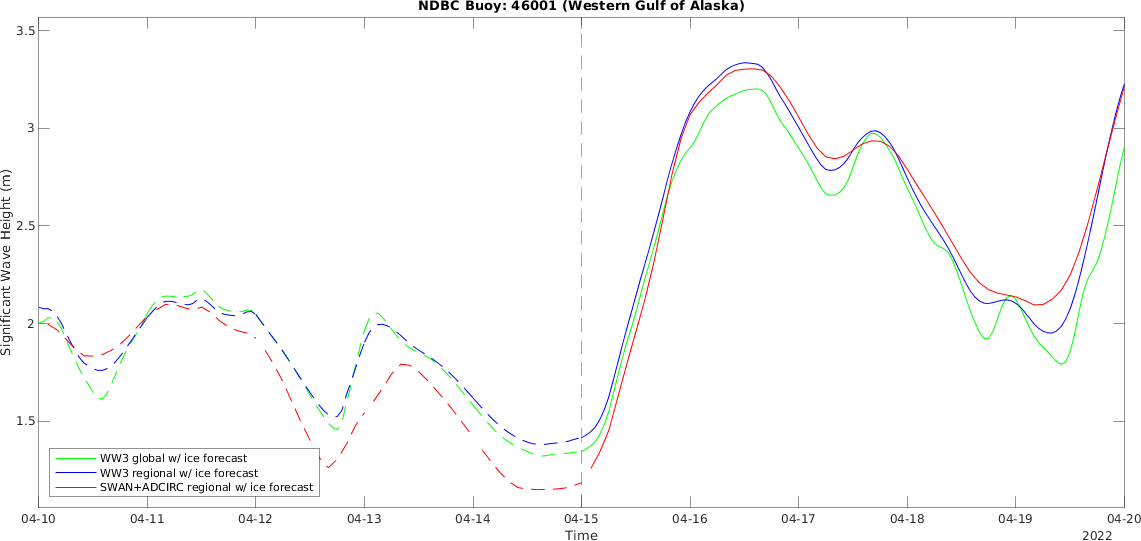 NDBC Buoy: 46001 (Western Gulf of Alaska)
3.5
3
2.5
2
1.5
Significant Wave Height (m)
WW3 global w/ ice forecast
WW3 regional w/ ice forecast
SWAN+ADCIRC regional w/ ice forecast
04-10 04-11 04-12 04-13 04-14 04-15 04-16 04-17 04-18 04-19 04-20
Time
2022